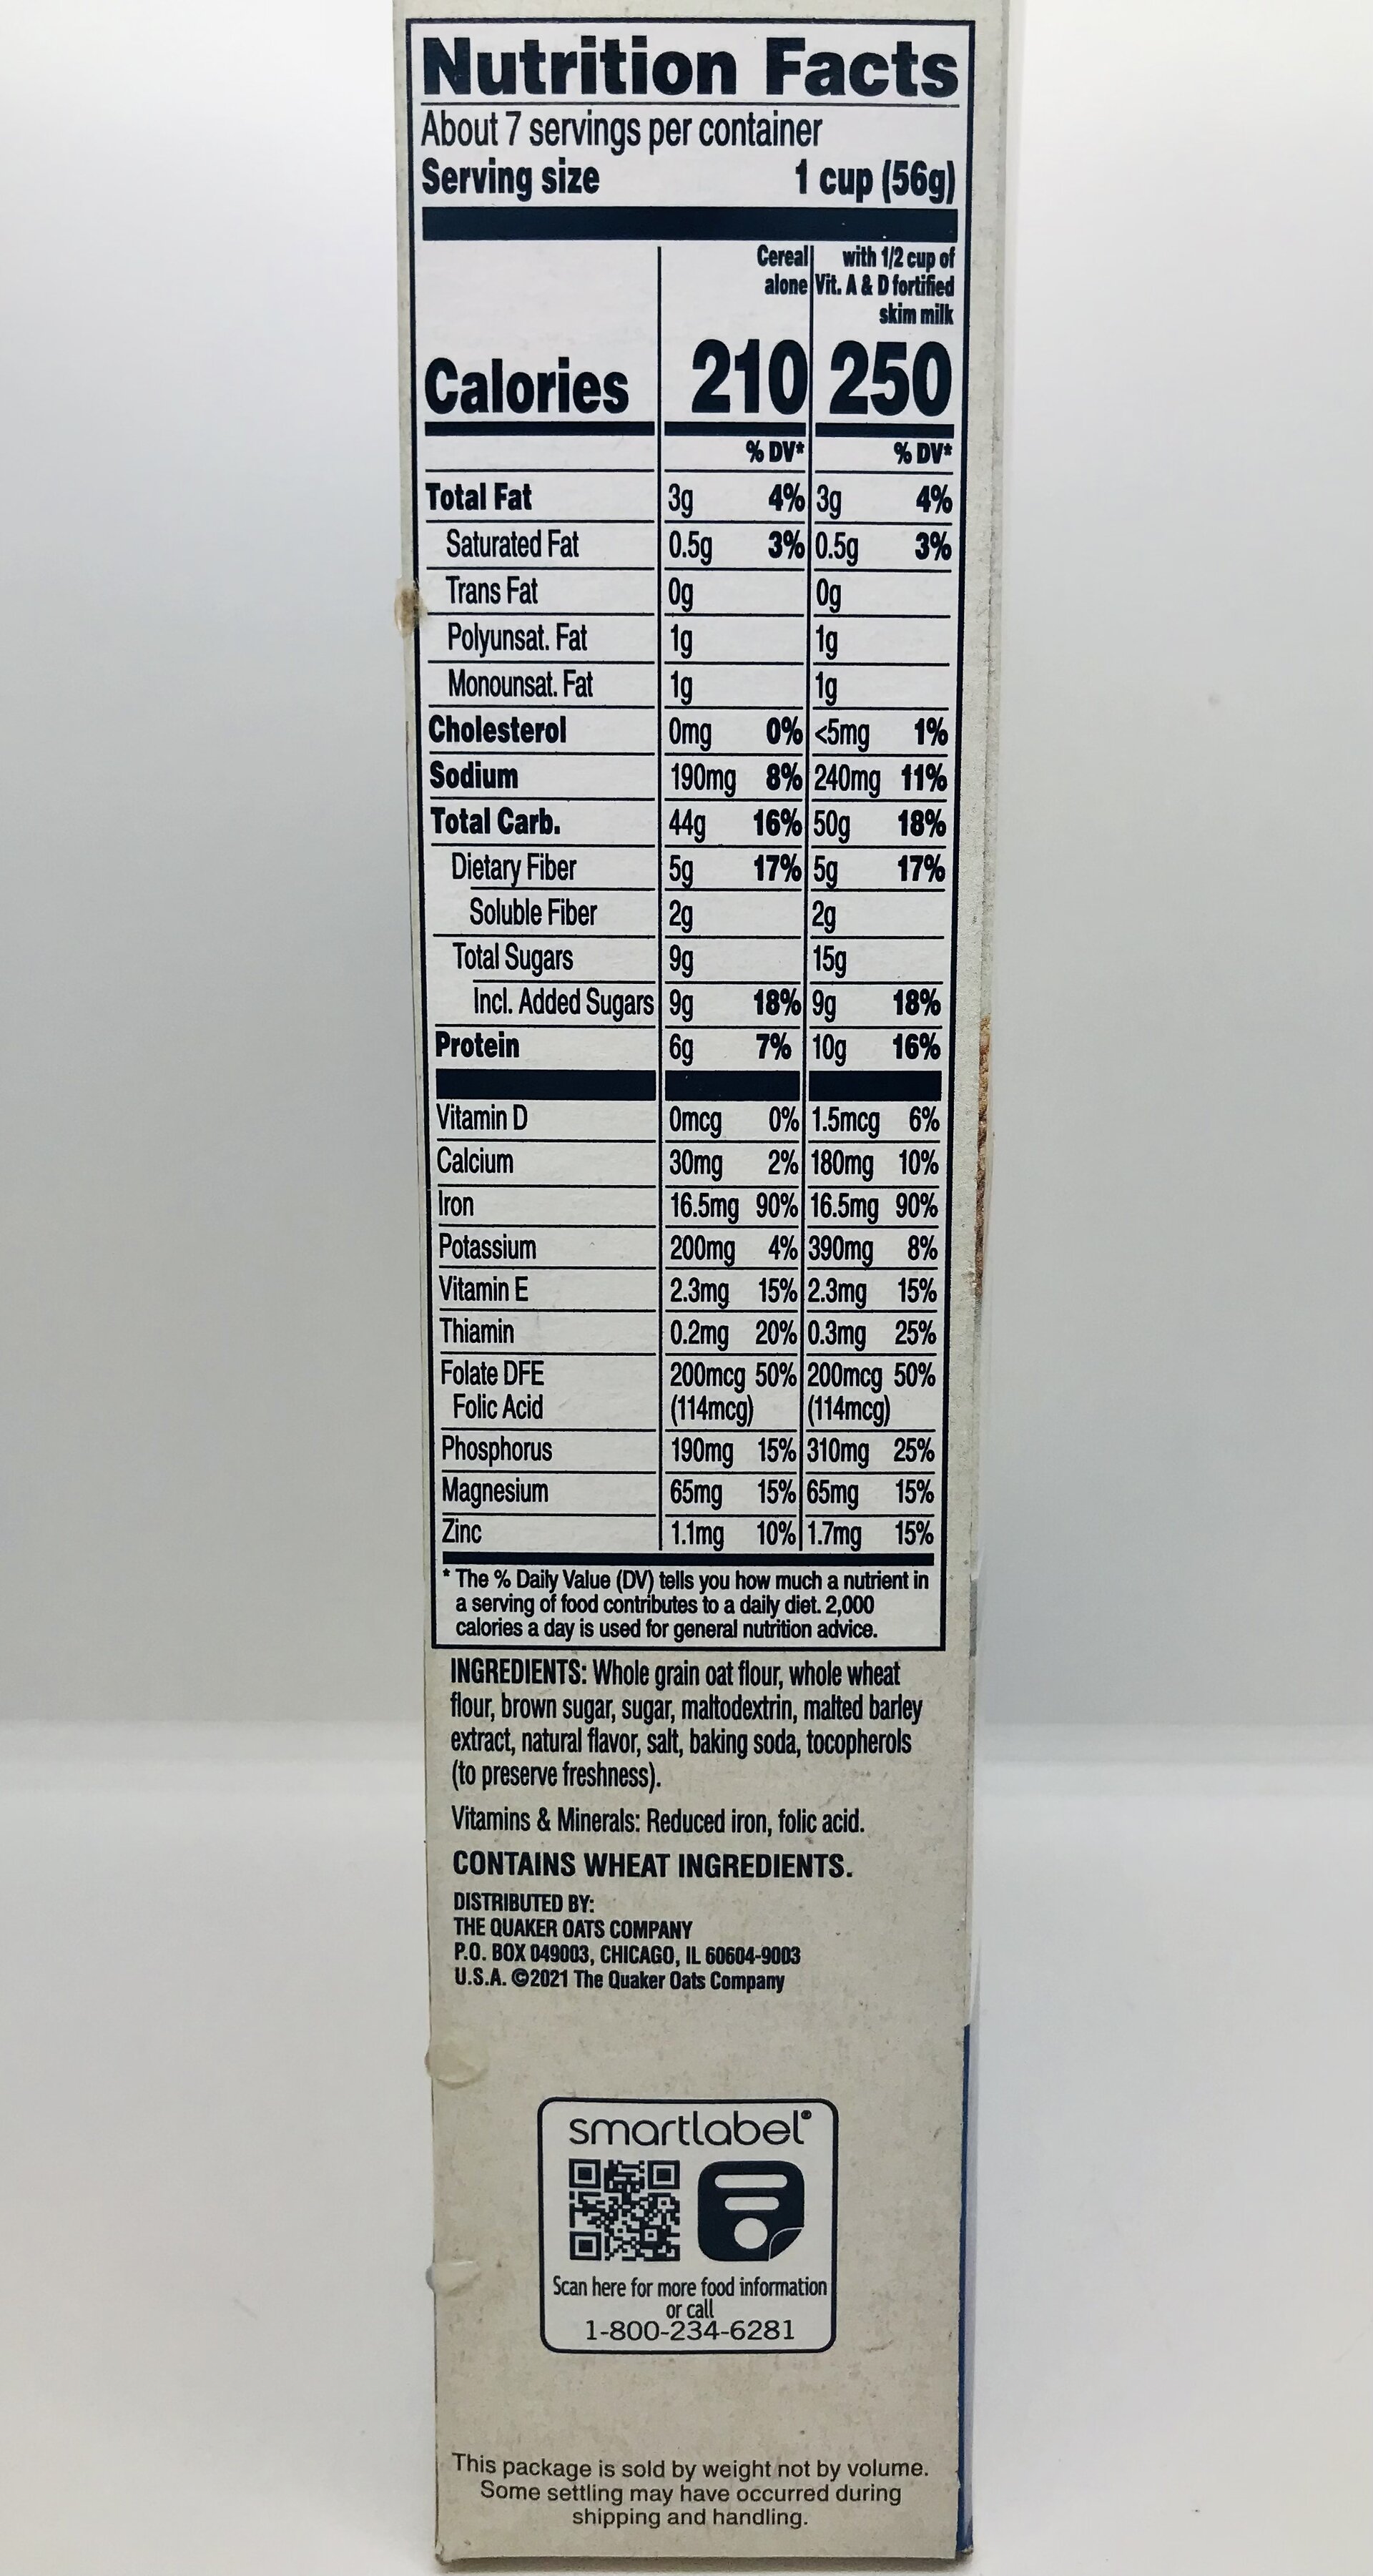 Nutrition Facts
About 7 servings per container
Serving size 1 cup (56g)
Cereal with 1/2 cup of
alone Vit. A & D fortified
skim milk
Calories 210 250
% DV* % DV*
Total Fat 3g 4% 3g 4%
Saturated Fat 0.5g 3% 0.5g 3%
Trans Fat 0g 0g
Polyunsat. Fat 1g 1g
Monounsat. Fat 1g 1g
Cholesterol 0mg 0% <5mg 1%
Sodium 190mg 8% 240mg 11%
Total Carb. 44g 16% 50g 18%
Dietary Fiber 5g 17% 5g 17%
Soluble Fiber 2g 2g
Total Sugars 9g 15g
Incl. Added Sugars 9g 18% 9g 18%
Protein 6g 7% 10g 16%
Vitamin D 0mcg 0% 1.5mcg 6%
Calcium 30mg 2% 180mg 10%
Iron 16.5mg 90% 16.5mg 90%
Potassium 200mg 4% 390mg 8%
Vitamin E 2.3mg 15% 2.3mg 15%
Thiamin 0.2mg 20% 0.3mg 25%
Folate DFE 200mcg 50% 200mcg 50%
Folic Acid (114mcg) (114mcg)
Phosphorus 190mg 15% 310mg 25%
Magnesium 65mg 15% 65mg 15%
Zinc 1.1mg 10% 1.7mg 15%
* The % Daily Value (DV) tells you how much a nutrient in
a serving of food contributes to a daily diet. 2,000
calories a day is used for general nutrition advice.
INGREDIENTS: Whole grain oat flour, whole wheat
flour, brown sugar, sugar, maltodextrin, malted barley
extract, natural flavor, salt, baking soda, tocopherols
(to preserve freshness).
Vitamins & Minerals: Reduced iron, folic acid.
CONTAINS WHEAT INGREDIENTS.
DISTRIBUTED BY:
THE QUAKER OATS COMPANY
P.O. BOX 049003, CHICAGO, IL 60604-9003
U.S.A. ©2021 The Quaker Oats Company
smartlabel®
Scan here for more food information
or call
1-800-234-6281
This package is sold by weight not by volume.
Some settling may have occurred during
shipping and handling.